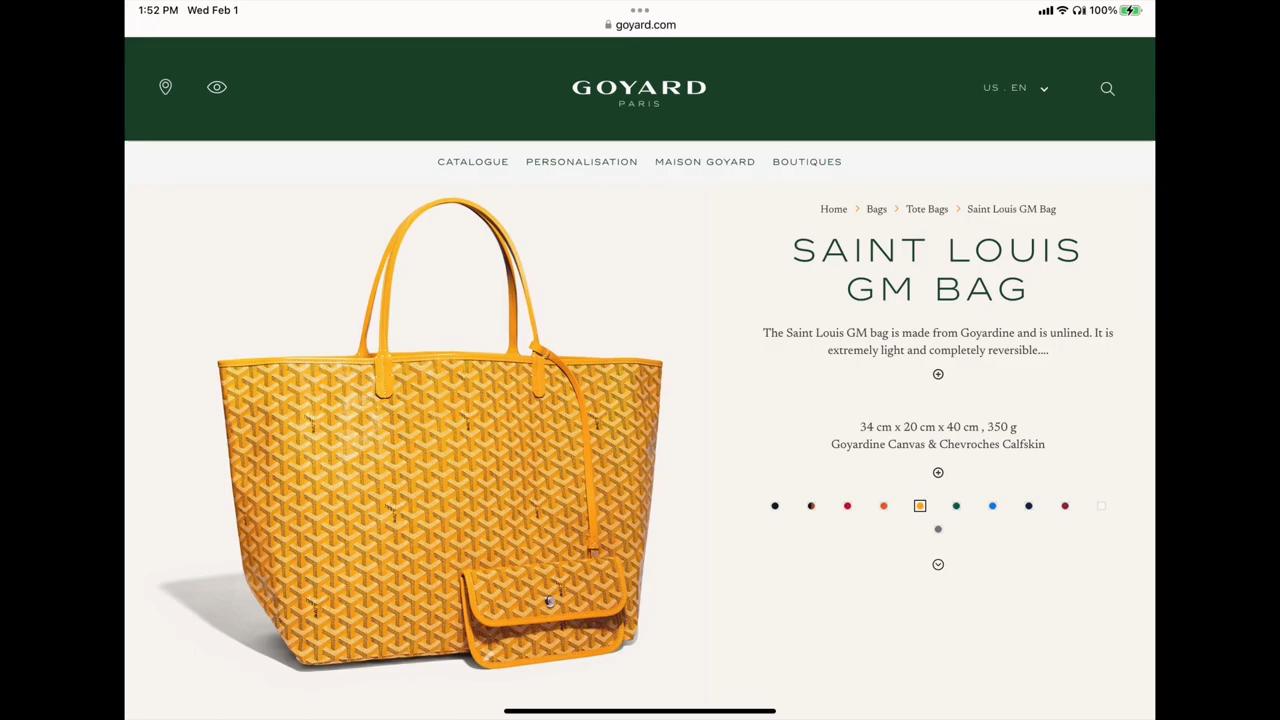 1:52 PM Wed Feb 1
100%
goyard.com
GOYARD
PARIS
US . EN
CATALOGUE PERSONALISATION MAISON GOYARD BOUTIQUES
Home > Bags > Tote Bags > Saint Louis GM Bag
SAINT LOUIS
GM BAG
The Saint Louis GM bag is made from Goyardine and is unlined. It is
extremely light and completely reversible....
34 cm x 20 cm x 40 cm , 350 g
Goyardine Canvas & Chevroches Calfskin